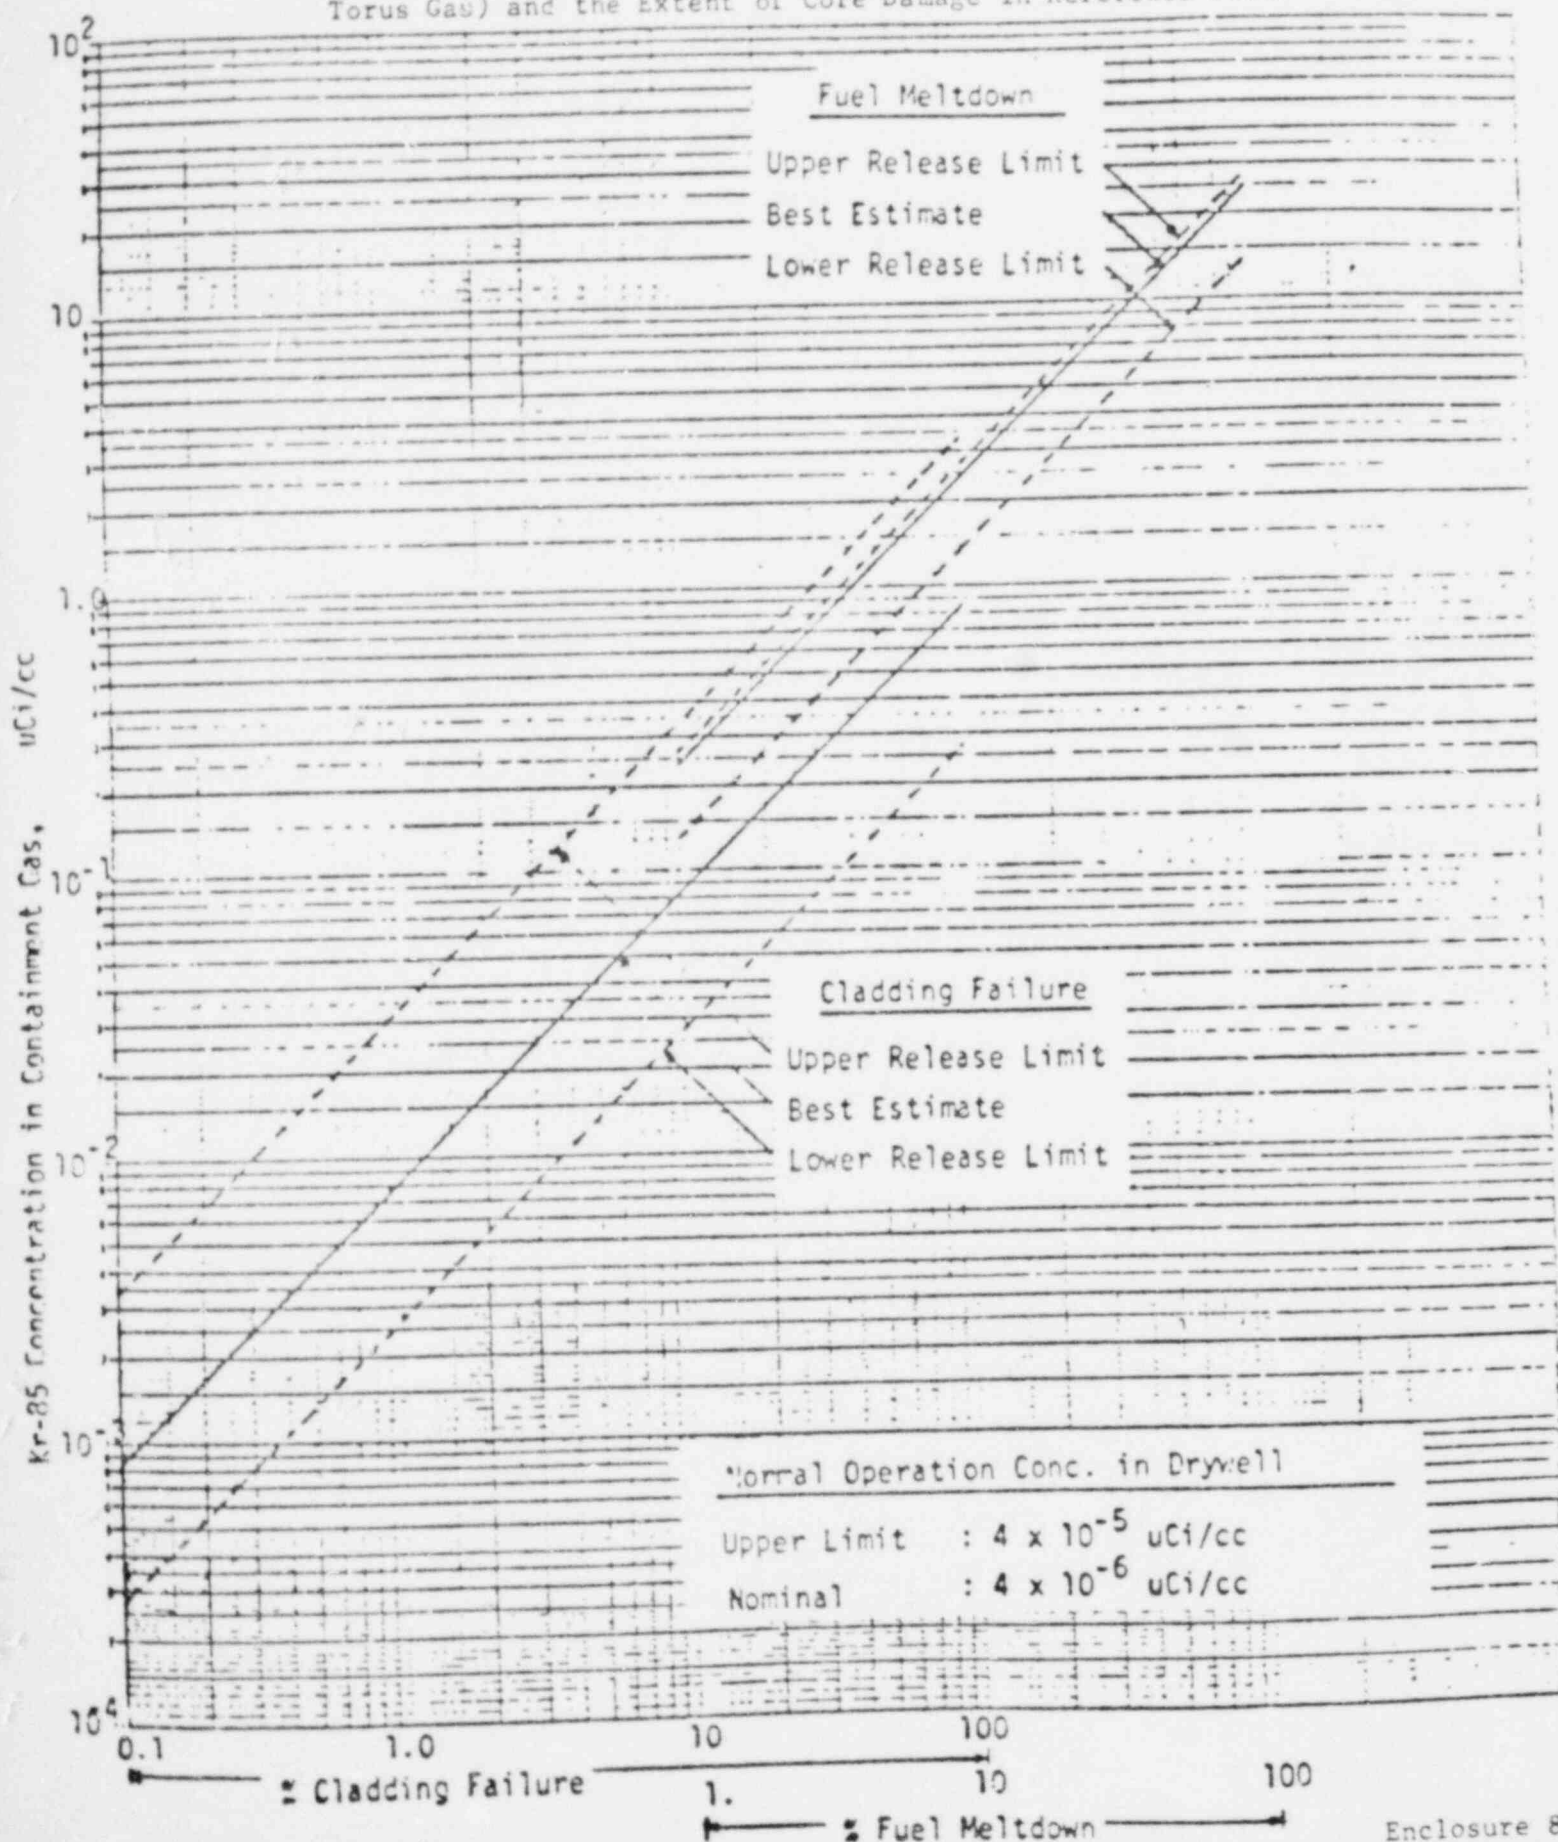 Torus Gas) and the Extent of Core Damage in
10²
Fuel Meltdown
Upper Release Limit
Best Estimate
Lower Release Limit
10
1.0
Kr-85 Concentration in Containment Gas, uCi/cc
10⁻¹
Cladding Failure
Upper Release Limit
Best Estimate
Lower Release Limit
10⁻²
Normal Operation Conc. in Drywell
Upper Limit : 4 x 10⁻⁵ uCi/cc
Nominal : 4 x 10⁻⁶ uCi/cc
0.1 1.0 10 100
% Cladding Failure
1. 10 100
% Fuel Meltdown
Enclosure 8